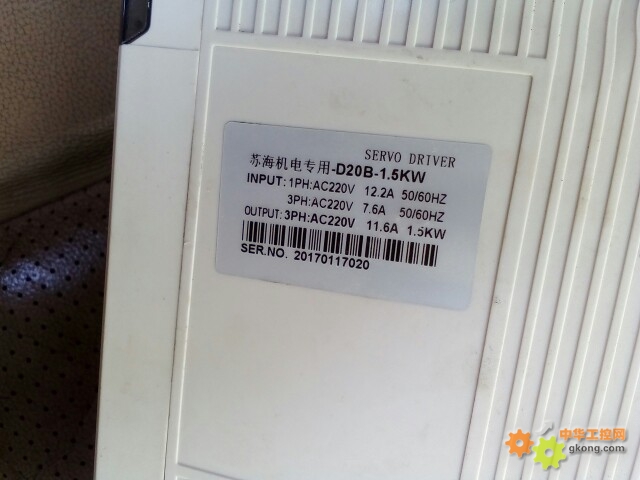 SERVO DRIVER
苏海机电专用-D20B-1.5KW
INPUT: 1PH:AC220V 12.2A 50/60HZ
3PH:AC220V 7.6A 50/60HZ
OUTPUT: 3PH:AC220V 11.6A 1.5KW
SER.NO. 20170117020
中华工控网
gkong.com